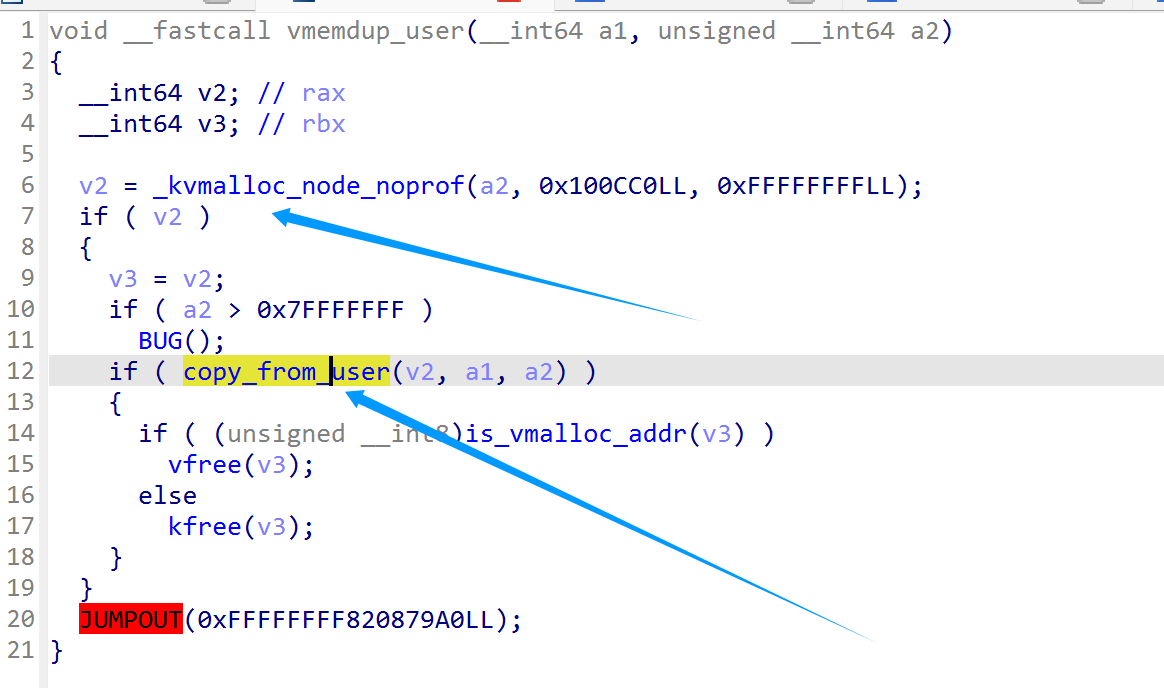 1 void __fastcall vmemdup_user(__int64 a1, unsigned __int64 a2)
2 {
3   __int64 v2; // rax
4   __int64 v3; // rbx
5
6   v2 = _kvmalloc_node_noprof(a2, 0x100CC0LL, 0xFFFFFFFFLL);
7   if ( v2 )
8   {
9     v3 = v2;
10     if ( a2 > 0x7FFFFFFF )
11       BUG();
12     if ( copy_from_user(v2, a1, a2) )
13     {
14       if ( (unsigned __int8)is_vmalloc_addr(v3) )
15         vfree(v3);
16       else
17         kfree(v3);
18     }
19   }
20   JUMPOUT(0xFFFFFFFF820879A0LL);
21 }